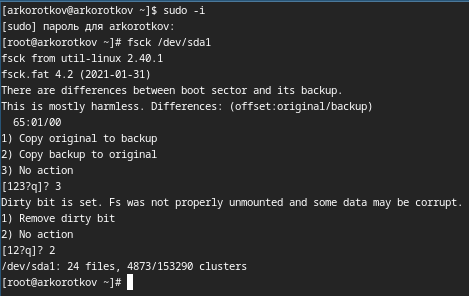 [arkorotkov@arkorotkov ~]$ sudo -i
[sudo] пароль для arkorotkov:
[root@arkorotkov ~]# fsck /dev/sda1
fsck from util-linux 2.40.1
fsck.fat 4.2 (2021-01-31)
There are differences between boot sector and its backup.
This is mostly harmless. Differences: (offset:original/backup)
  65:01/00
1) Copy original to backup
2) Copy backup to original
3) No action
[123?q]? 3
Dirty bit is set. Fs was not properly unmounted and some data may be corrupt.
1) Remove dirty bit
2) No action
[12?q]? 2
/dev/sda1: 24 files, 4873/153290 clusters
[root@arkorotkov ~]#